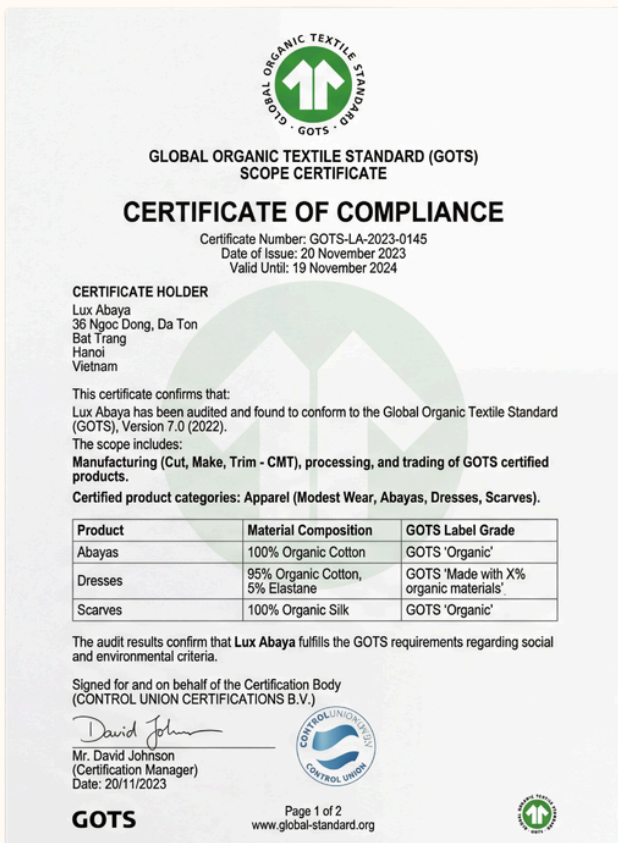 GLOBAL ORGANIC TEXTILE STANDARD · GOTS ·
GLOBAL ORGANIC TEXTILE STANDARD (GOTS)
SCOPE CERTIFICATE
CERTIFICATE OF COMPLIANCE
Certificate Number: GOTS-LA-2023-0145
Date of Issue: 20 November 2023
Valid Until: 19 November 2024
CERTIFICATE HOLDER
Lux Abaya
36 Ngoc Dong, Da Ton
Bat Trang
Hanoi
Vietnam
This certificate confirms that:
Lux Abaya has been audited and found to conform to the Global Organic Textile Standard
(GOTS), Version 7.0 (2022).
The scope includes:
Manufacturing (Cut, Make, Trim - CMT), processing, and trading of GOTS certified
products.
Certified product categories: Apparel (Modest Wear, Abayas, Dresses, Scarves).
Product Material Composition GOTS Label Grade
Abayas 100% Organic Cotton GOTS 'Organic'
Dresses 95% Organic Cotton, 5% Elastane GOTS 'Made with X% organic materials'
Scarves 100% Organic Silk GOTS 'Organic'
The audit results confirm that Lux Abaya fulfills the GOTS requirements regarding social
and environmental criteria.
Signed for and on behalf of the Certification Body
(CONTROL UNION CERTIFICATIONS B.V.)
David John
CONTROL UNION
Mr. David Johnson
(Certification Manager)
Date: 20/11/2023
GOTS
Page 1 of 2
www.global-standard.org